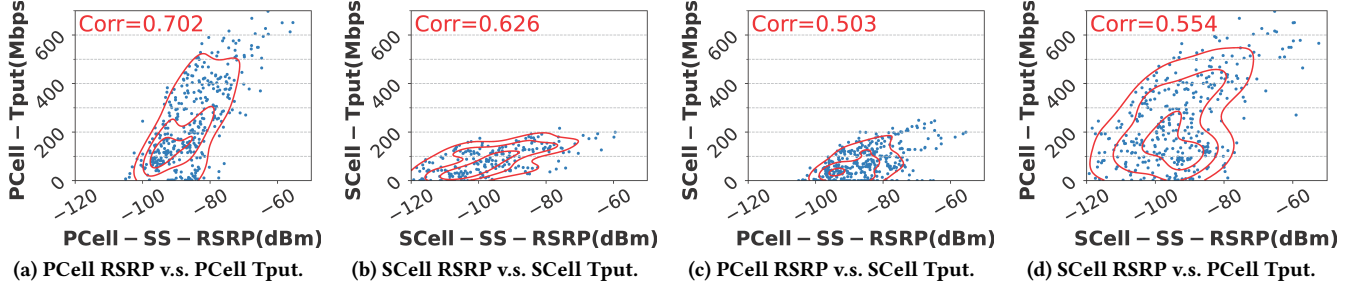 Corr=0.702
PCell − Tput(Mbps)
600
400
200
0
−120
−100
−80
−60
PCell − SS − RSRP(dBm)
(a) PCell RSRP v.s. PCell Tput.
Corr=0.626
SCell − Tput(Mbps)
600
400
200
0
−120
−100
−80
−60
SCell − SS − RSRP(dBm)
(b) SCell RSRP v.s. SCell Tput.
Corr=0.503
SCell − Tput(Mbps)
600
400
200
0
−120
−100
−80
−60
PCell − SS − RSRP(dBm)
(c) PCell RSRP v.s. SCell Tput.
Corr=0.554
PCell − Tput(Mbps)
600
400
200
0
−120
−100
−80
−60
SCell − SS − RSRP(dBm)
(d) SCell RSRP v.s. PCell Tput.